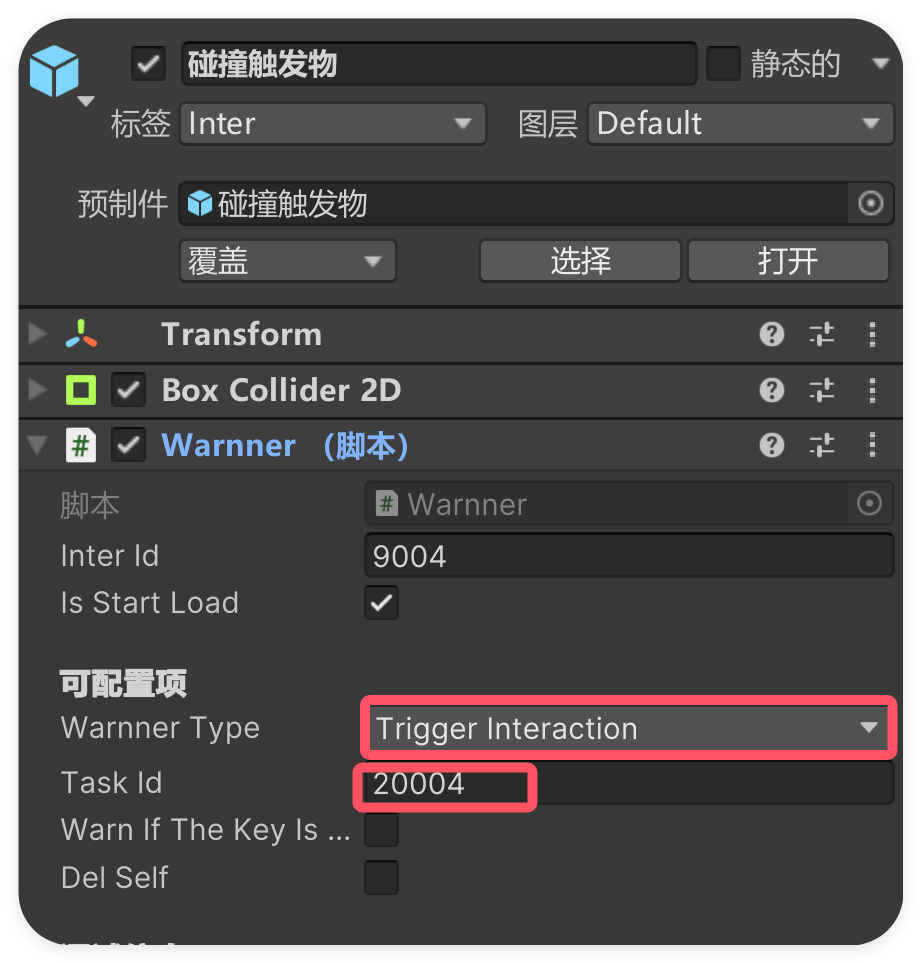 碰撞触发物 静态的
标签 Inter 图层 Default
预制件 碰撞触发物
覆盖 选择 打开
Transform
Box Collider 2D
# Warnner （脚本）
脚本 # Warnner
Inter Id 9004
Is Start Load
可配置项
Warnner Type Trigger Interaction
Task Id 20004
Warn If The Key Is ...
Del Self